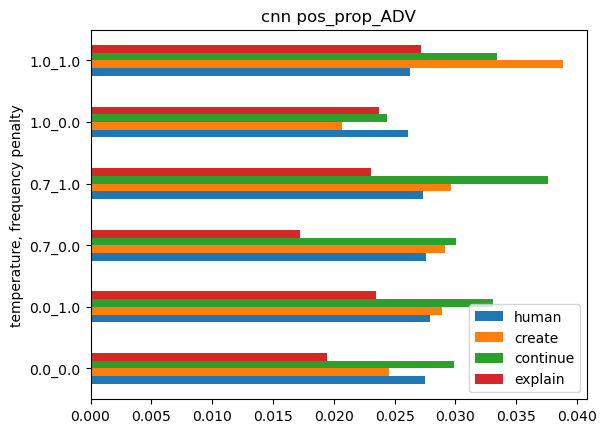 cnn pos_prop_ADV
temperature, frequency penalty
1.0_1.0
1.0_0.0
0.7_1.0
0.7_0.0
0.0_1.0
0.0_0.0
human
create
continue
explain
0.000 0.005 0.010 0.015 0.020 0.025 0.030 0.035 0.040